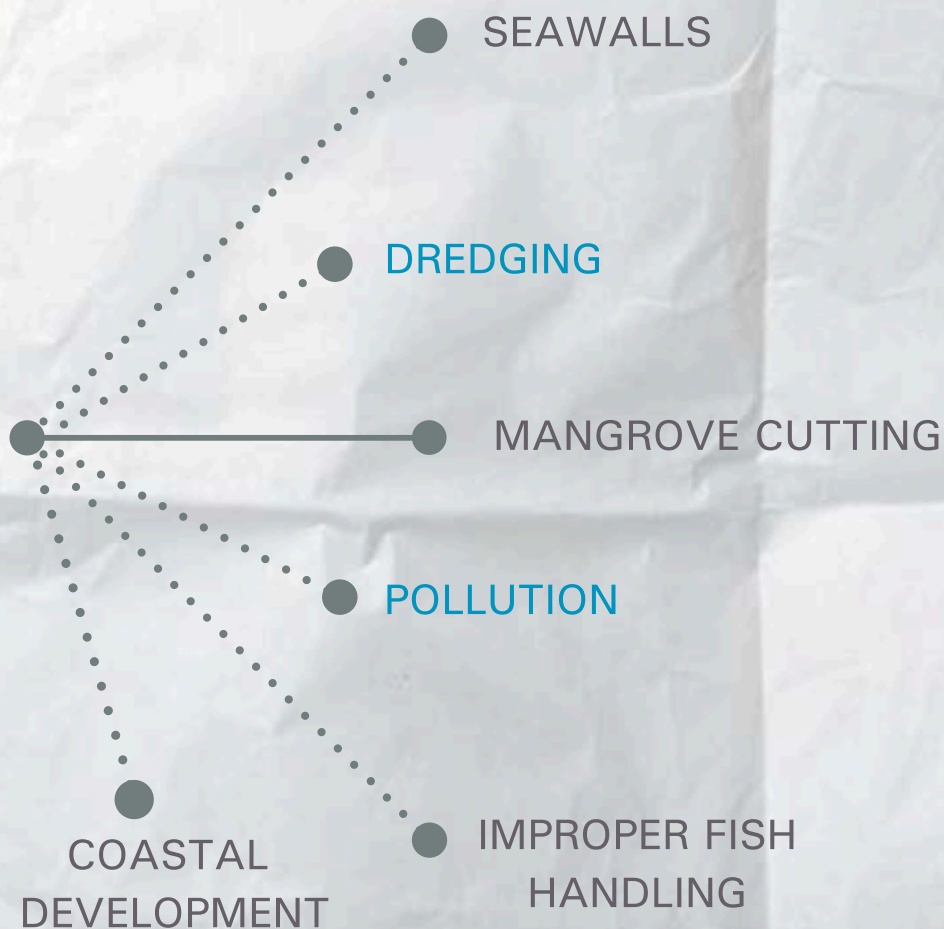 SEAWALLS
DREDGING
MANGROVE CUTTING
POLLUTION
IMPROPER FISH
HANDLING
COASTAL
DEVELOPMENT